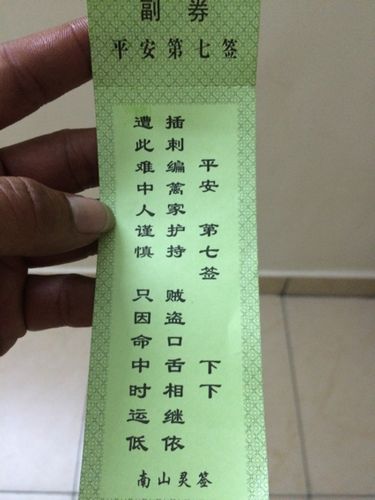 副券
平安第七签
平安 第七签 下下
插刺编篱家护持 贼盗口舌相继依
遭此难中人谨慎 只因命中时运低
南山灵签